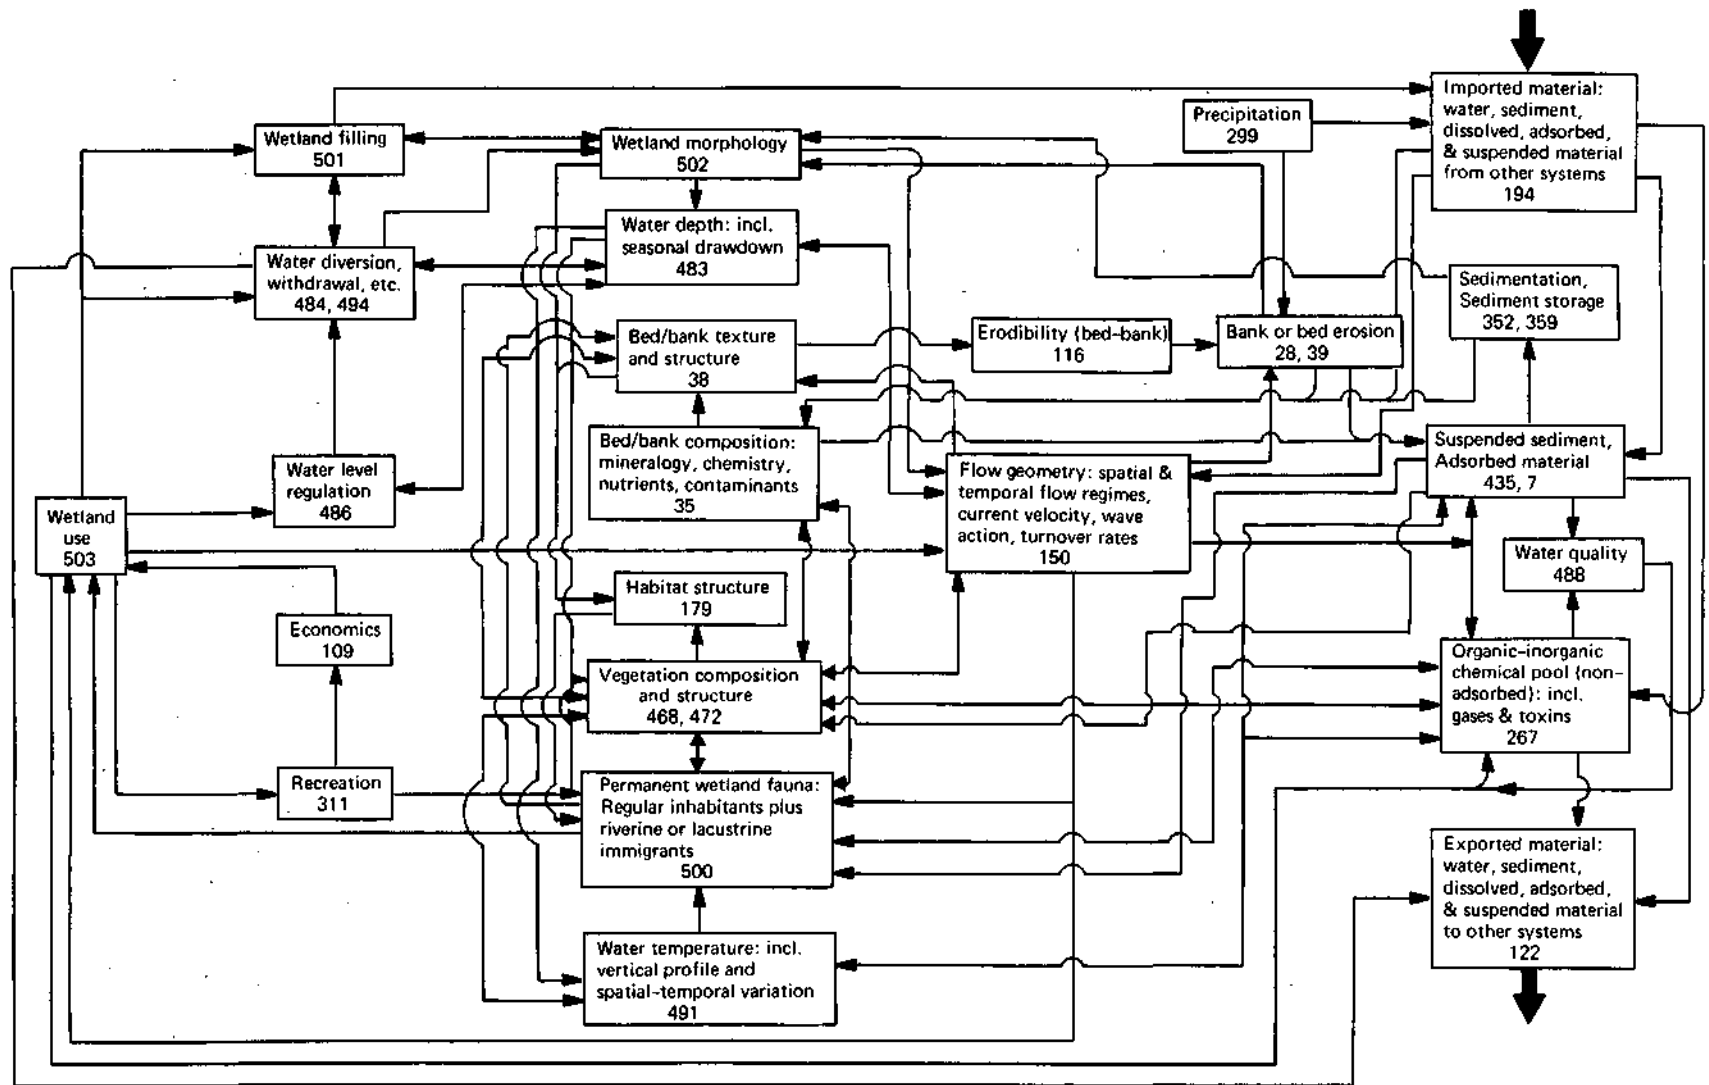 Imported material:
water, sediment,
dissolved, adsorbed,
& suspended material
from other systems
194
Precipitation
299
Wetland filling
501
Wetland morphology
502
Water depth: incl.
seasonal drawdown
483
Water diversion,
withdrawal, etc.
484, 494
Sedimentation,
Sediment storage
352, 359
Bed/bank texture
and structure
38
Erodibility (bed-bank)
116
Bank or bed erosion
28, 39
Bed/bank composition:
mineralogy, chemistry,
nutrients, contaminants
35
Suspended sediment,
Adsorbed material
435, 7
Water level
regulation
486
Flow geometry: spatial &
temporal flow regimes,
current velocity, wave
action, turnover rates
150
Wetland
use
503
Water quality
488
Habitat structure
179
Economics
109
Organic-inorganic
chemical pool (non-
adsorbed): incl.
gases & toxins
267
Vegetation composition
and structure
468, 472
Recreation
311
Permanent wetland fauna:
Regular inhabitants plus
riverine or lacustrine
immigrants
500
Exported material:
water, sediment,
dissolved, adsorbed,
& suspended material
to other systems
122
Water temperature: incl.
vertical profile and
spatial-temporal variation
491